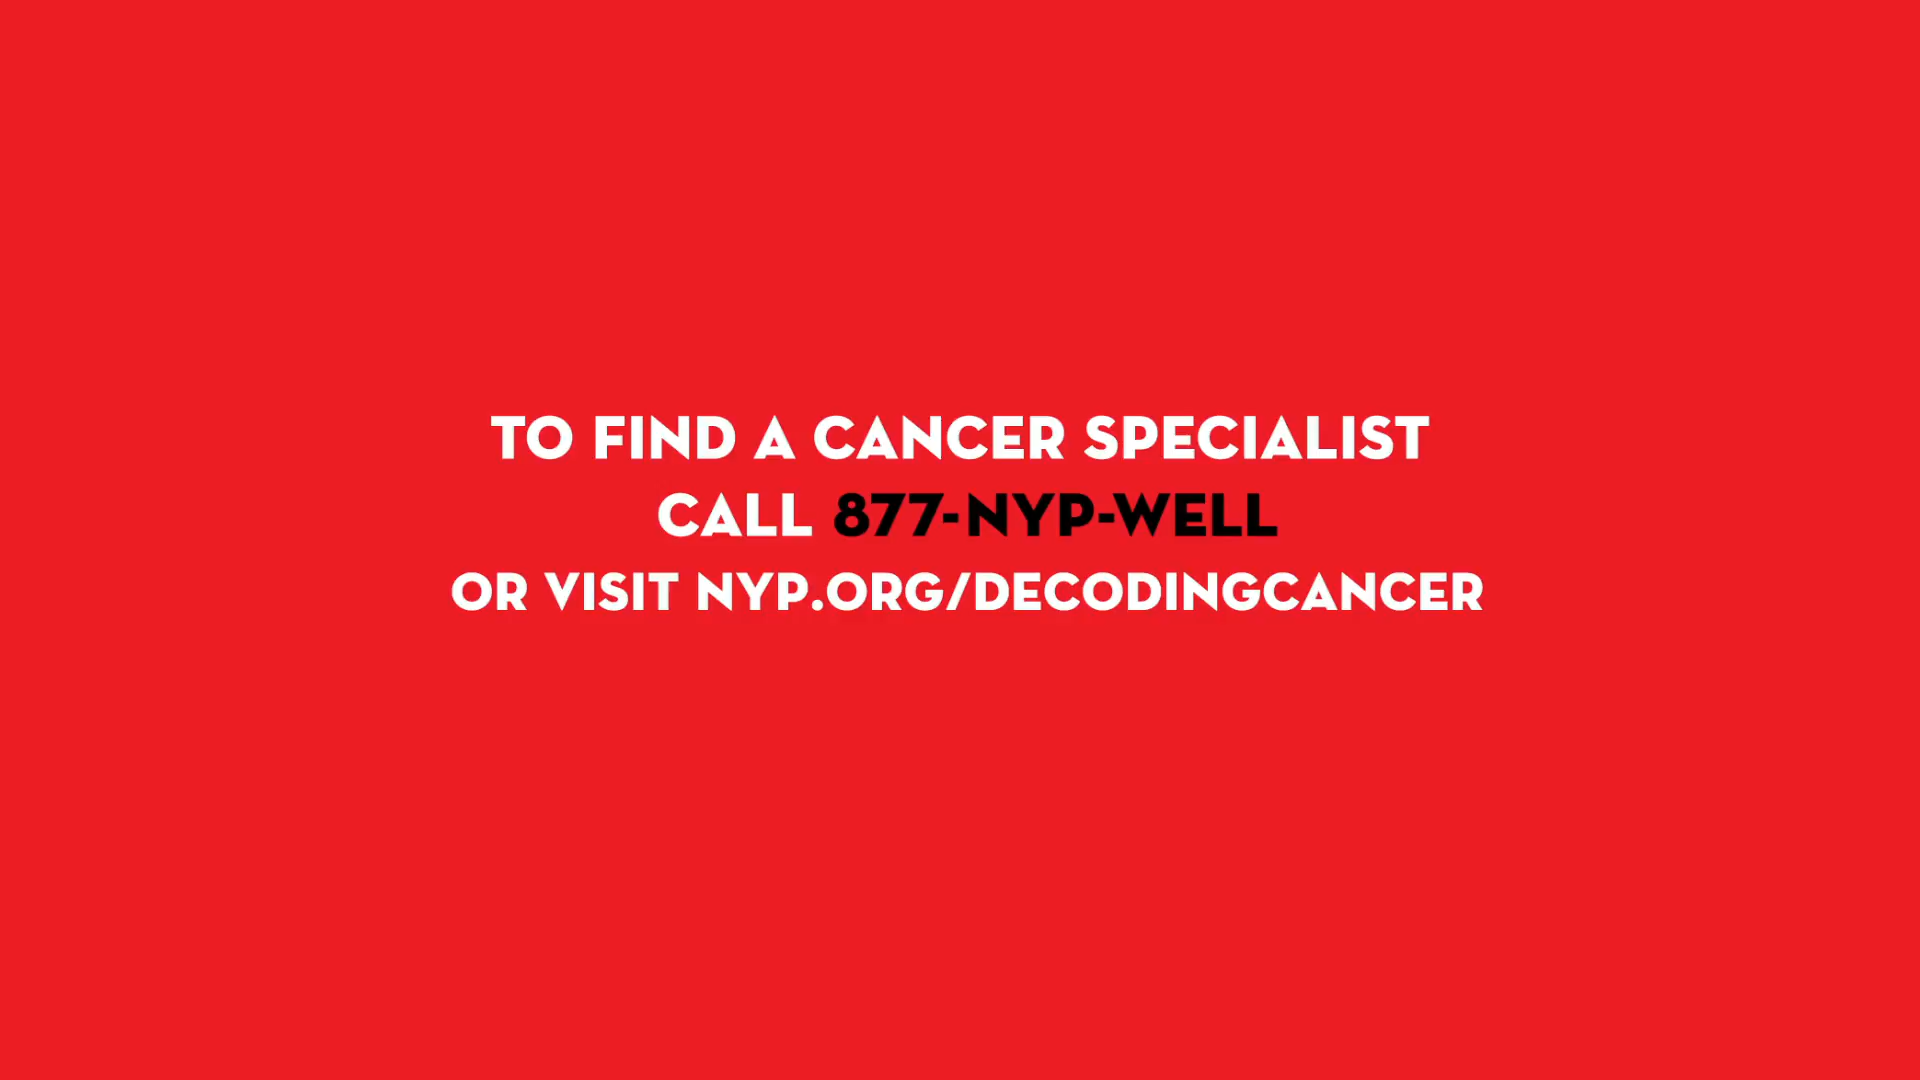 TO FIND A CANCER SPECIALIST
CALL 877-NYP-WELL
OR VISIT NYP.ORG/DECODINGCANCER